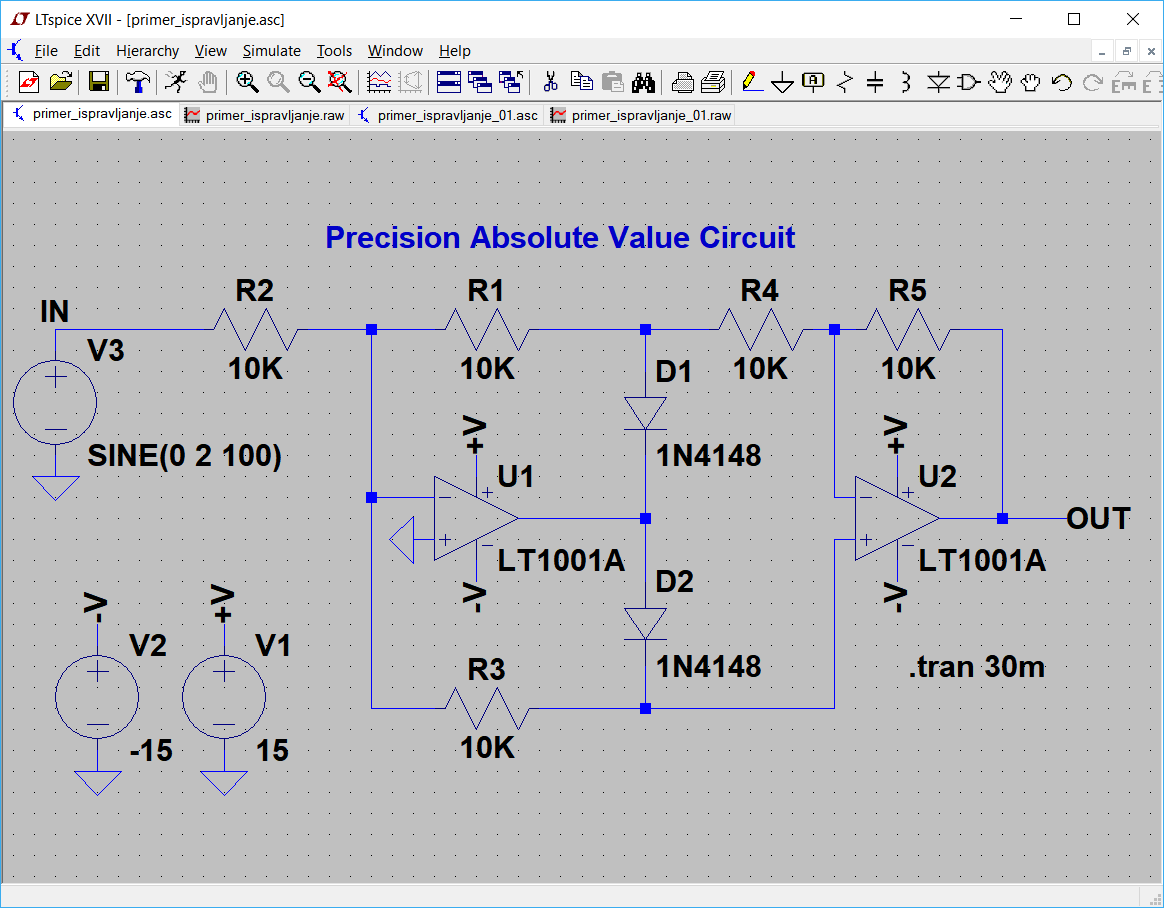 LTspice XVII - [primer_ispravljanje.asc]
File Edit Hierarchy View Simulate Tools Window Help
primer_ispravljanje.asc primer_ispravljanje.raw primer_ispravljanje_01.asc primer_ispravljanje_01.raw
Precision Absolute Value Circuit
R2 R1 R4 R5
IN
V3
10K 10K 10K 10K
D1
+V +V
SINE(0 2 100) 1N4148
U1 U2
OUT
LT1001A LT1001A
D2
-V -V
-V +V
V2 V1
R3 1N4148 .tran 30m
10K
-15 15